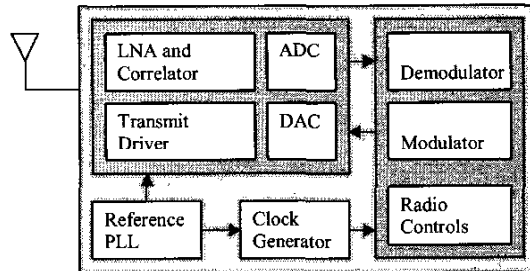 LNA and
Correlator
ADC
Demodulator
Transmit
Driver
DAC
Modulator
Reference
PLL
Clock
Generator
Radio
Controls